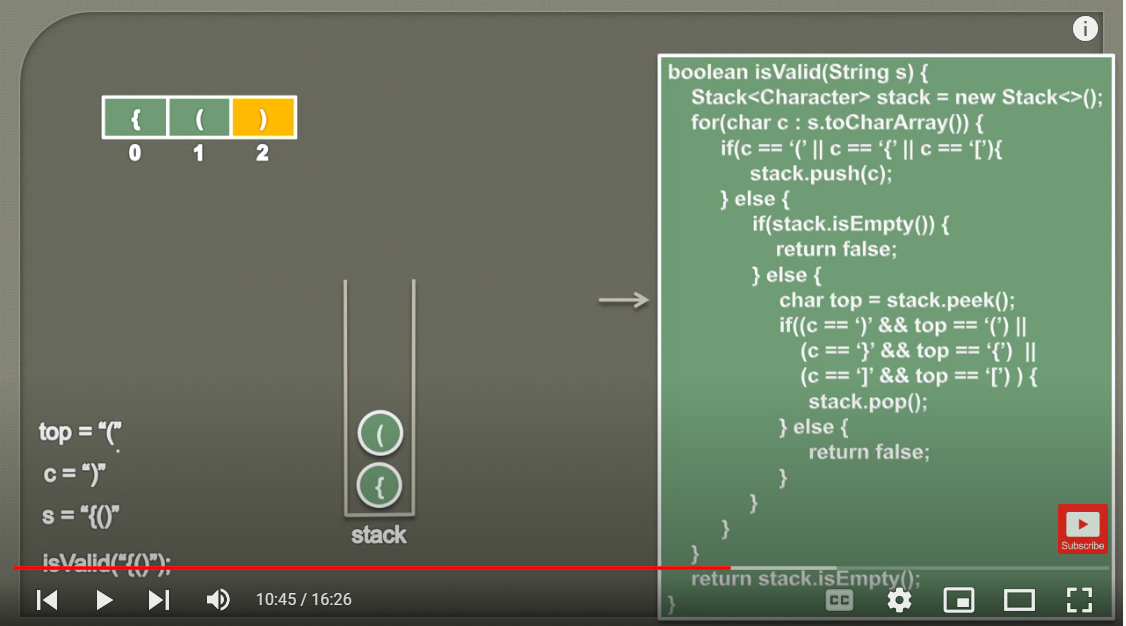 { ( )
0 1 2
top = “(”
c = “)”
s = “{()”
isValid(“{()”);
(
{
stack
boolean isValid(String s) {
Stack<Character> stack = new Stack<>();
for(char c : s.toCharArray()) {
if(c == ‘(’ || c == ‘{’ || c == ‘[’){
stack.push(c);
} else {
if(stack.isEmpty()) {
return false;
} else {
char top = stack.peek();
if((c == ‘)’ && top == ‘(’) ||
(c == ‘}’ && top == ‘{’) ||
(c == ‘]’ && top == ‘[’) ) {
stack.pop();
} else {
return false;
}
}
}
}
return stack.isEmpty();
}
Subscribe
10:45 / 16:26
CC
i